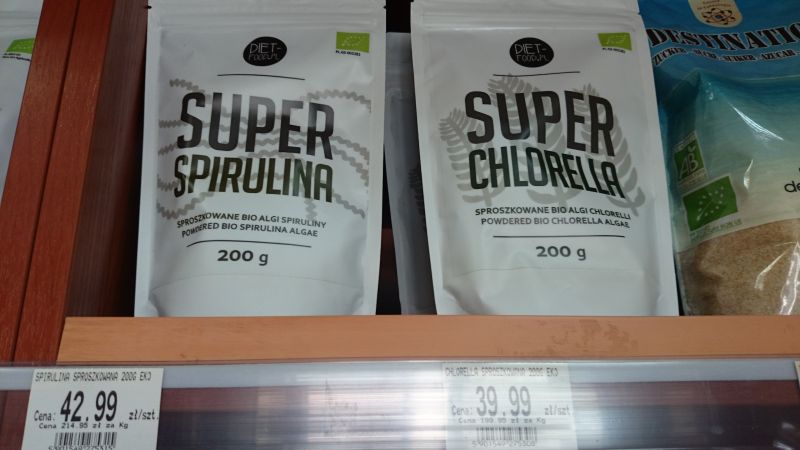 DIET-
FOOD.PL
SUPER
SPIRULINA
SPROSZKOWANE BIO ALGI SPIRULINY
POWDERED BIO SPIRULINA ALGAE
200 g
DIET-
FOOD.PL
SUPER
CHLORELLA
SPROSZKOWANE BIO ALGI CHLORELLI
POWDERED BIO CHLORELLA ALGAE
200 g
DESTINATIO
AB
SPIRULINA SPROSZKOWANA 200G EKO
Cena: 42.99 zł/szt.
Cena 214.95 zł za Kg
CHLORELLA SPROSZKOWANA 200G EKO
Cena: 39.99 zł/szt.
Cena 199.95 zł za Kg